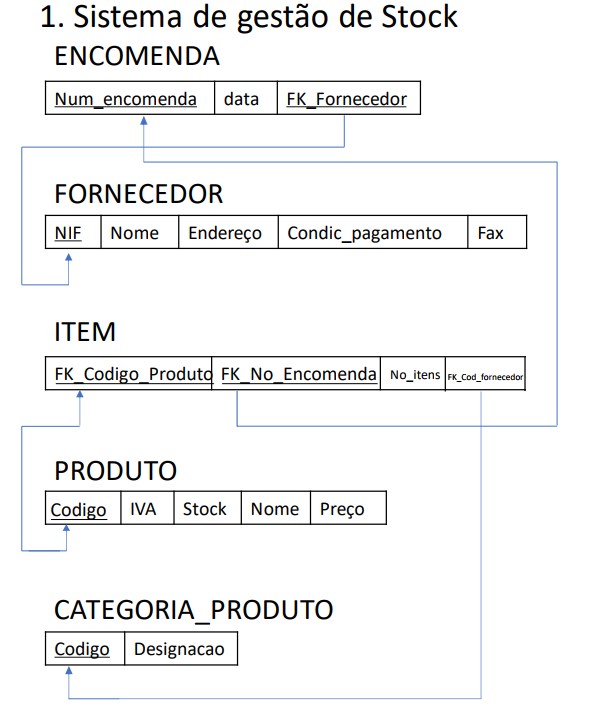 1. Sistema de gestão de Stock
ENCOMENDA
Num_encomenda data FK_Fornecedor
FORNECEDOR
NIF Nome Endereço Condic_pagamento Fax
ITEM
FK_Codigo_Produto FK_No_Encomenda No_itens FK_Cod_fornecedor
PRODUTO
Codigo IVA Stock Nome Preço
CATEGORIA_PRODUTO
Codigo Designacao